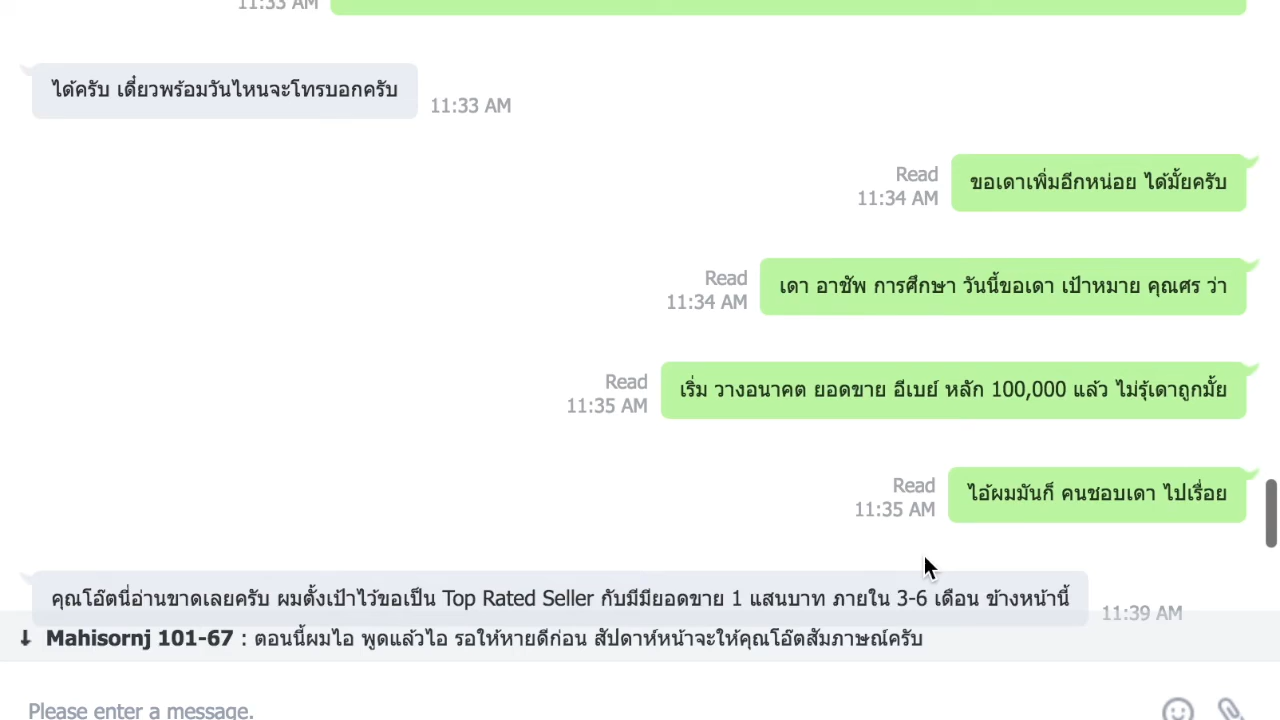 11:33 AM
ได้ครับ เดี๋ยวพร้อมวันไหนจะโทรบอกครับ
11:33 AM
Read
11:34 AM
ขอเดาเพิ่มอีกหน่อย ได้มั้ยครับ
Read
11:34 AM
เดา อาชัพ การศึกษา วันนี้ขอเดา เป้าหมาย คุณศร ว่า
Read
11:35 AM
เริ่ม วางอนาคต ยอดขาย อีเบย์ หลัก 100,000 แล้ว ไม่รุ้เดาถูกมั้ย
Read
11:35 AM
ไอ้ผมมันก็ คนชอบเดา ไปเรื่อย
คุณโอ๊ตนี่อ่านขาดเลยครับ ผมตั้งเป้าไว้ขอเป็น Top Rated Seller กับมีมียอดขาย 1 แสนบาท ภายใน 3-6 เดือน ข้างหน้านี้
11:39 AM
Mahisornj 101-67 : ตอนนี้ผมไอ พูดแล้วไอ รอให้หายดีก่อน สัปดาห์หน้าจะให้คุณโอ๊ตสัมภาษณ์ครับ
Please enter a message.